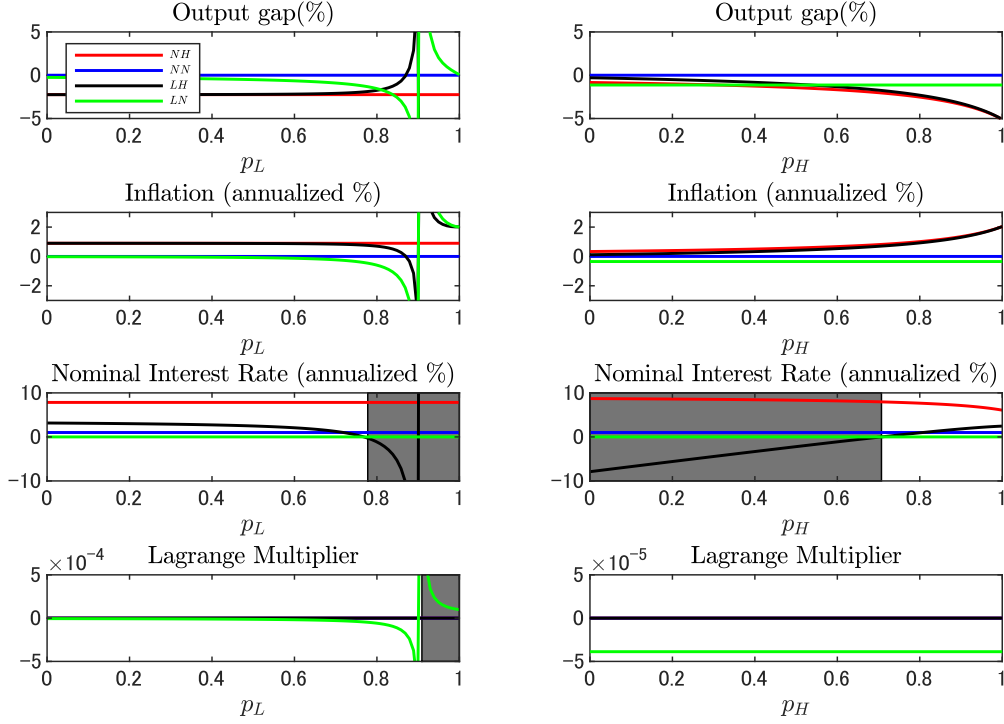 Output gap(%)
5
0
−5
0 0.2 0.4 0.6 0.8 1
p_L
NH
NN
LH
LN
Output gap(%)
5
0
−5
0 0.2 0.4 0.6 0.8 1
p_H
Inflation (annualized %)
2
0
−2
0 0.2 0.4 0.6 0.8 1
p_L
Inflation (annualized %)
2
0
−2
0 0.2 0.4 0.6 0.8 1
p_H
Nominal Interest Rate (annualized %)
10
0
−10
0 0.2 0.4 0.6 0.8 1
p_L
Nominal Interest Rate (annualized %)
10
0
−10
0 0.2 0.4 0.6 0.8 1
p_H
Lagrange Multiplier
×10⁻⁴
5
0
−5
0 0.2 0.4 0.6 0.8 1
p_L
Lagrange Multiplier
×10⁻⁵
5
0
−5
0 0.2 0.4 0.6 0.8 1
p_H